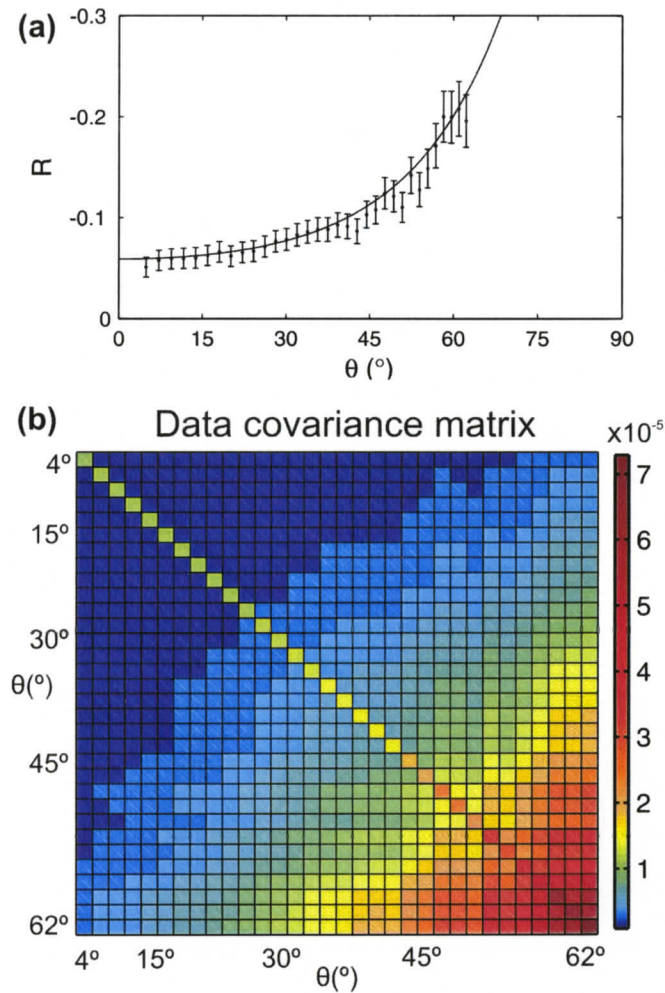 (a)
-0.3
-0.2
R
-0.1
0
0 15 30 45 60 75 90
θ (°)
(b) Data covariance matrix
x10⁻⁵
4º
7
15º
6
5
30º
4
θ(º)
3
45º
2
1
62º
4º 15º 30º 45º 62º
θ(º)